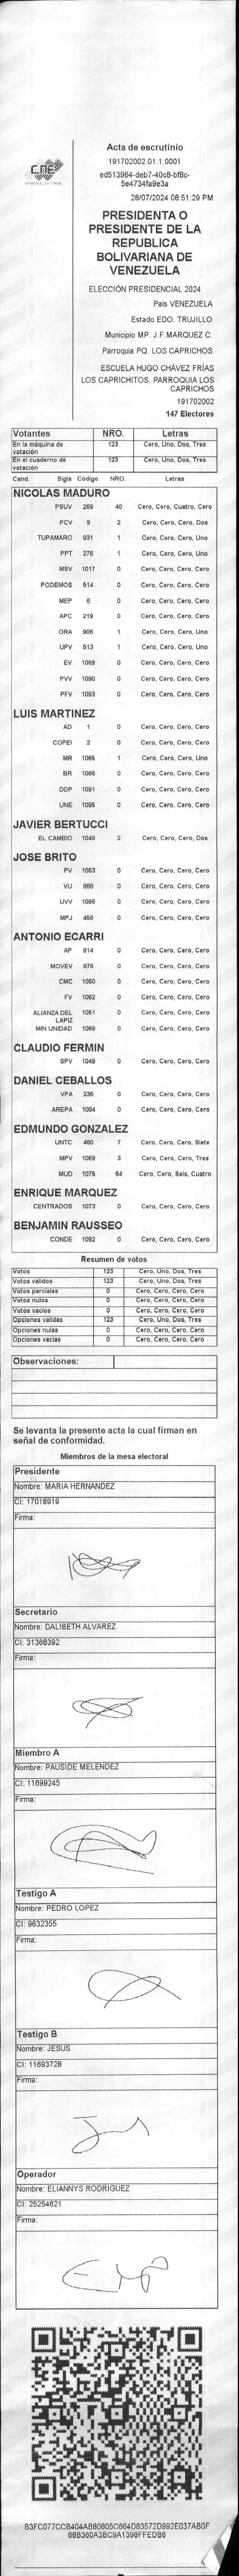 CNE
Acta de escrutinio
191702002.01.1.0001
ed513964-deb7-40c8-bf8c-
5e4734fa9e3a
28/07/2024 08:51:29 PM
PRESIDENTA O
PRESIDENTE DE LA
REPUBLICA
BOLIVARIANA DE
VENEZUELA
ELECCIÓN PRESIDENCIAL 2024
País VENEZUELA
Estado EDO. TRUJILLO
Municipio MP. J.F.MARQUEZ C.
Parroquia PQ. LOS CAPRICHOS
ESCUELA HUGO CHÁVEZ FRÍAS
LOS CAPRICHITOS, PARROQUIA LOS
CAPRICHOS
191702002
147 Electores
Votantes NRO. Letras
En la máquina de votación 123 Cero, Uno, Dos, Tres
En el cuaderno de votación 123 Cero, Uno, Dos, Tres
Cand. Sigla Código NRO. Letras
NICOLAS MADURO
PSUV 269 40 Cero, Cero, Cuatro, Cero
PCV 9 2 Cero, Cero, Cero, Dos
TUPAMARO 931 1 Cero, Cero, Cero, Uno
PPT 276 1 Cero, Cero, Cero, Uno
MSV 1017 0 Cero, Cero, Cero, Cero
PODEMOS 514 0 Cero, Cero, Cero, Cero
MEP 6 0 Cero, Cero, Cero, Cero
APC 219 0 Cero, Cero, Cero, Cero
ORA 906 1 Cero, Cero, Cero, Uno
UPV 513 1 Cero, Cero, Cero, Uno
EV 1089 0 Cero, Cero, Cero, Cero
PVV 1090 0 Cero, Cero, Cero, Cero
PFV 1093 0 Cero, Cero, Cero, Cero
LUIS MARTINEZ
AD 1 0 Cero, Cero, Cero, Cero
COPEI 2 0 Cero, Cero, Cero, Cero
MR 1065 1 Cero, Cero, Cero, Uno
BR 1066 0 Cero, Cero, Cero, Cero
DDP 1091 0 Cero, Cero, Cero, Cero
UNE 1095 0 Cero, Cero, Cero, Cero
JAVIER BERTUCCI
EL CAMBIO 1048 2 Cero, Cero, Cero, Dos
JOSE BRITO
PV 1053 0 Cero, Cero, Cero, Cero
VU 868 0 Cero, Cero, Cero, Cero
UVV 1096 0 Cero, Cero, Cero, Cero
MPJ 458 0 Cero, Cero, Cero, Cero
ANTONIO ECARRI
AP 814 0 Cero, Cero, Cero, Cero
MOVEV 978 0 Cero, Cero, Cero, Cero
CMC 1050 0 Cero, Cero, Cero, Cero
FV 1062 0 Cero, Cero, Cero, Cero
ALIANZA DEL LAPIZ 1061 0 Cero, Cero, Cero, Cero
MIN UNIDAD 1068 0 Cero, Cero, Cero, Cero
CLAUDIO FERMIN
SPV 1049 0 Cero, Cero, Cero, Cero
DANIEL CEBALLOS
VPA 236 0 Cero, Cero, Cero, Cero
AREPA 1094 0 Cero, Cero, Cero, Cero
EDMUNDO GONZALEZ
UNTC 460 7 Cero, Cero, Cero, Siete
MPV 1069 3 Cero, Cero, Cero, Tres
MUD 1075 64 Cero, Cero, Seis, Cuatro
ENRIQUE MARQUEZ
CENTRADOS 1073 0 Cero, Cero, Cero, Cero
BENJAMIN RAUSSEO
CONDE 1092 0 Cero, Cero, Cero, Cero
Resumen de votos
Votos 123 Cero, Uno, Dos, Tres
Votos validos 123 Cero, Uno, Dos, Tres
Votos parciales 0 Cero, Cero, Cero, Cero
Votos nulos 0 Cero, Cero, Cero, Cero
Votos vacios 0 Cero, Cero, Cero, Cero
Opciones validas 123 Cero, Uno, Dos, Tres
Opciones nulas 0 Cero, Cero, Cero, Cero
Opciones vacias 0 Cero, Cero, Cero, Cero
Observaciones:
Se levanta la presente acta la cual firman en
señal de conformidad.
Miembros de la mesa electoral
Presidente
Nombre: MARIA HERNANDEZ
CI: 17018919
Firma:
Secretario
Nombre: DALIBETH ALVAREZ
CI: 31368392
Firma:
Miembro A
Nombre: PAUSIDE MELENDEZ
CI: 11699245
Firma:
Testigo A
Nombre: PEDRO LOPEZ
CI: 9632355
Firma:
Testigo B
Nombre: JESUS
CI: 11693728
Firma:
Operador
Nombre: ELIANNYS RODRIGUEZ
CI: 25254621
Firma:
B3FC077CCB404AB80805C664D83572D992E037AB0F
68B360A3BC9A1398FFEDB6